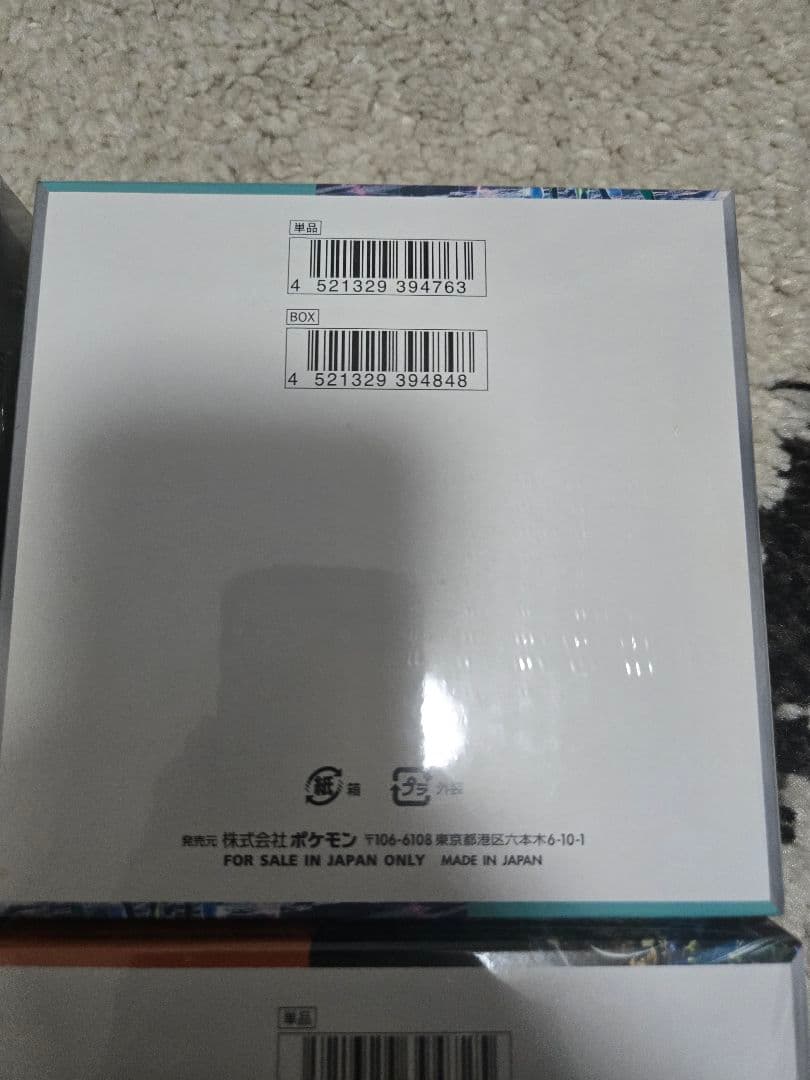 単品
4 521329 394763
BOX
4 521329 394848
紙 箱 プラ 外装
発売元 株式会社 ポケモン 〒106-6108 東京都港区六本木6-10-1
FOR SALE IN JAPAN ONLY MADE IN JAPAN
単品